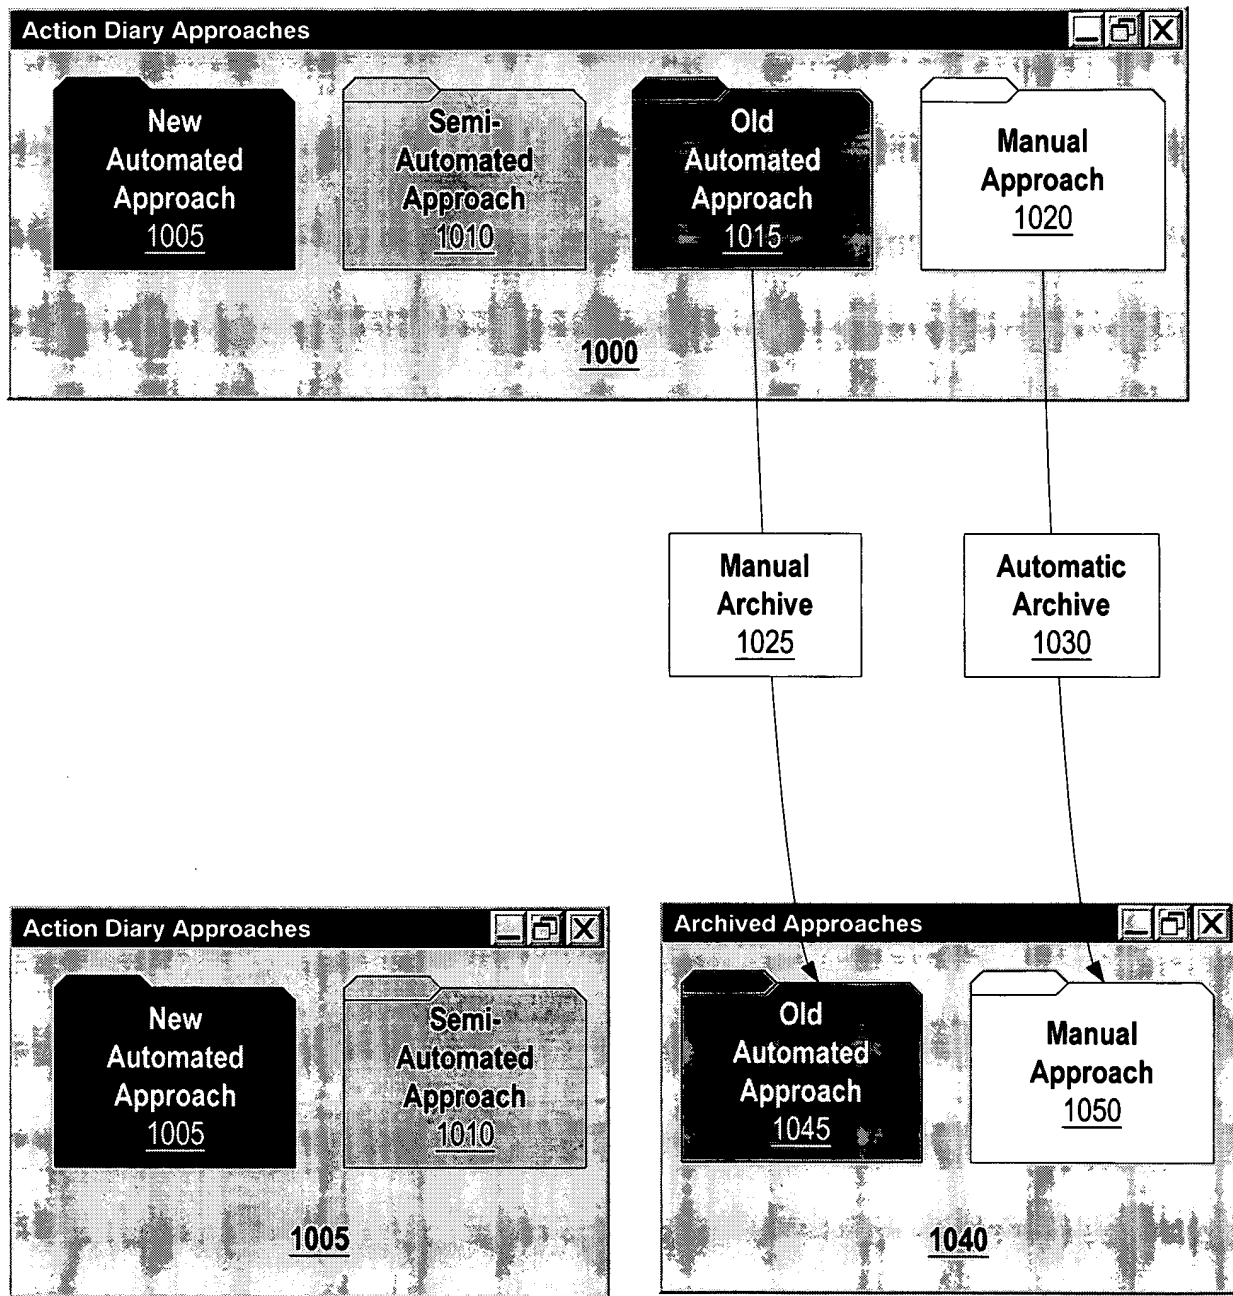 Action Diary Approaches
New
Automated
Approach
1005
Semi-
Automated
Approach
1010
Old
Automated
Approach
1015
Manual
Approach
1020
1000
Manual
Archive
1025
Automatic
Archive
1030
Action Diary Approaches
New
Automated
Approach
1005
Semi-
Automated
Approach
1010
1005
Archived Approaches
Old
Automated
Approach
1045
Manual
Approach
1050
1040